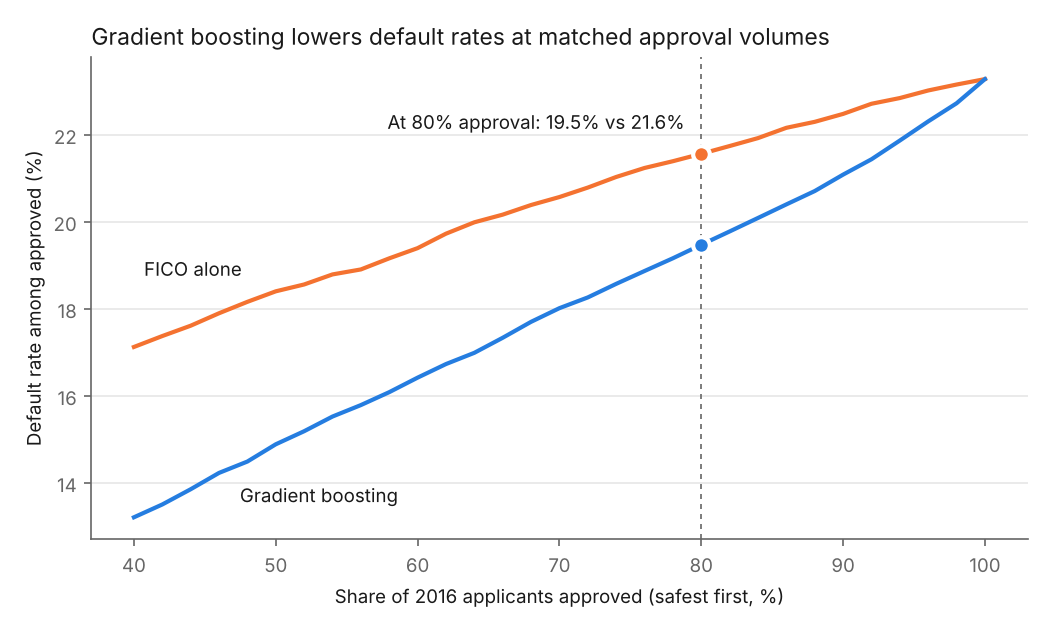 Gradient boosting lowers default rates at matched approval volumes
At 80% approval: 19.5% vs 21.6%
FICO alone
Gradient boosting
Default rate among approved (%)
22
20
18
16
14
40 50 60 70 80 90 100
Share of 2016 applicants approved (safest first, %)